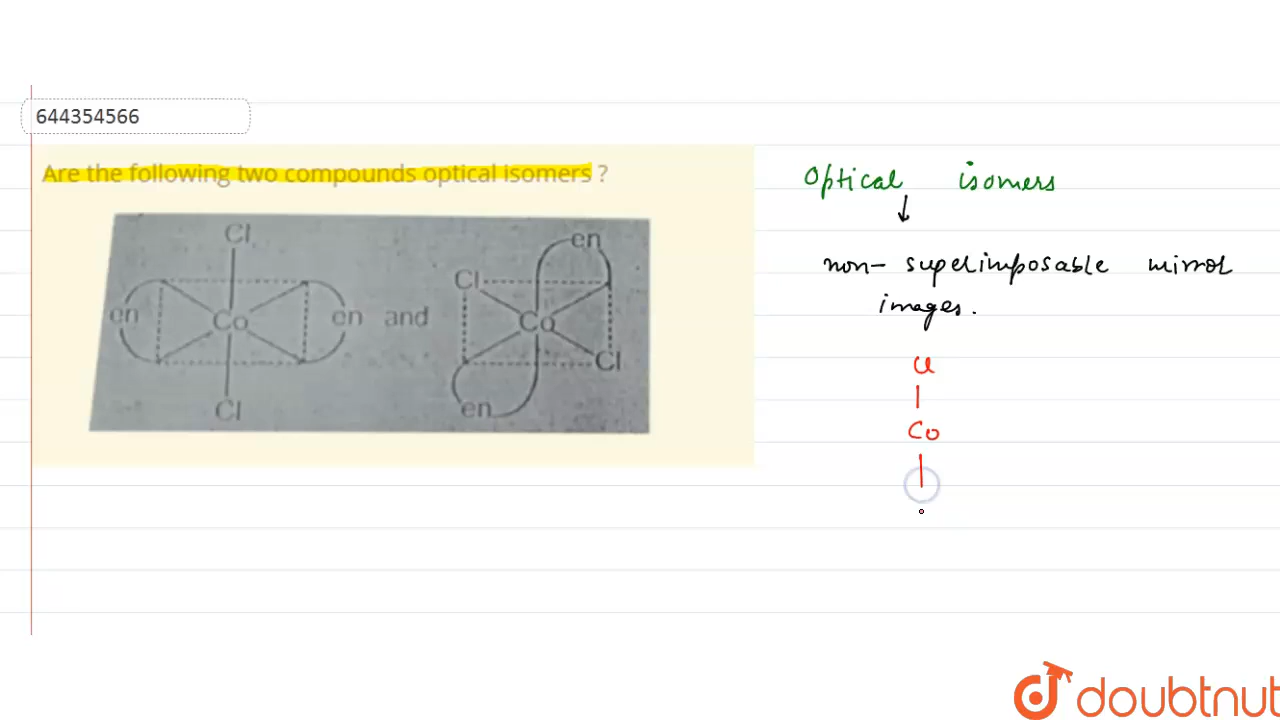 644354566
Are the following two compounds optical isomers ?
Cl
en Co en
Cl
and
en
Cl
Co
Cl
en
Optical isomers
non- superimposable mirror
images.
Cl
Co
doubtnut